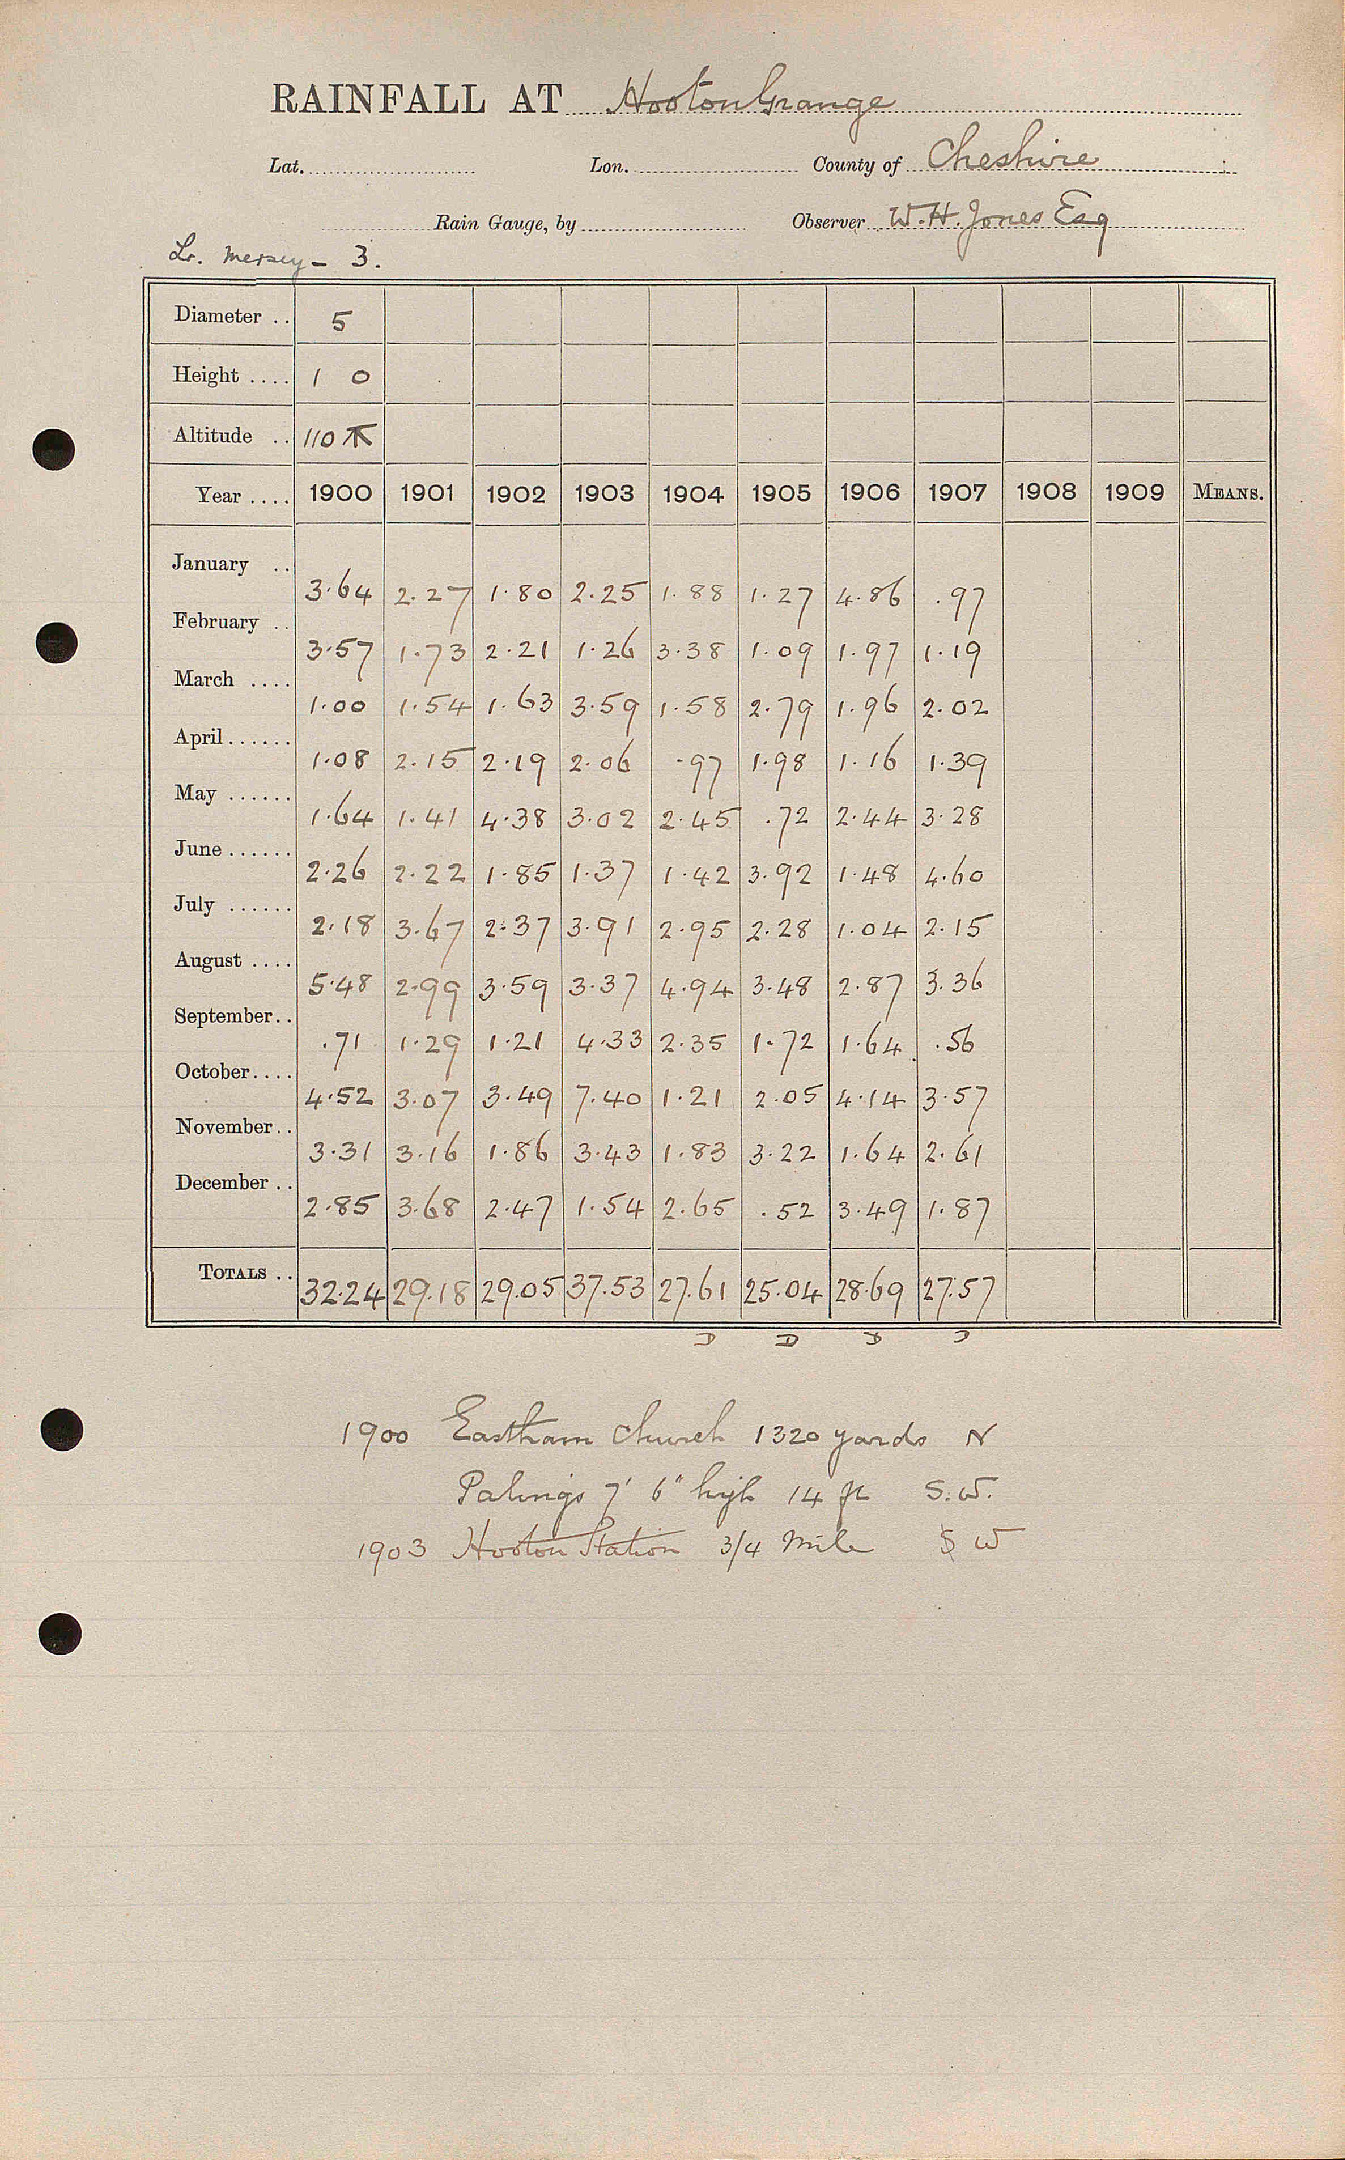 RAINFALL AT Hooton Grange
Lat. Lon. County of Cheshire
Rain Gauge, by Observer W. H. Jones Esq
Lr. Mersey - 3.
Diameter .. 5
Height .... 1 0
Altitude .. 110
Year .... 1900 1901 1902 1903 1904 1905 1906 1907 1908 1909 MEANS.
January .. 3.64 2.27 1.80 2.25 1.88 1.27 4.86 .97
February .. 3.57 1.73 2.21 1.26 3.38 1.09 1.97 1.19
March .... 1.00 1.54 1.63 3.59 1.58 2.79 1.96 2.02
April...... 1.08 2.15 2.19 2.06 .97 1.98 1.16 1.39
May ...... 1.64 1.41 4.38 3.02 2.45 .72 2.44 3.28
June...... 2.26 2.22 1.85 1.37 1.42 3.92 1.48 4.60
July ...... 2.18 3.67 2.37 3.91 2.95 2.28 1.04 2.15
August .... 5.48 2.99 3.59 3.37 4.94 3.48 2.87 3.36
September.. .71 1.29 1.21 4.33 2.35 1.72 1.64 .56
October.... 4.52 3.07 3.49 7.40 1.21 2.05 4.14 3.57
November.. 3.31 3.16 1.86 3.43 1.83 3.22 1.64 2.61
December .. 2.85 3.68 2.47 1.54 2.65 .52 3.49 1.87
TOTALS .. 32.24 29.18 29.05 37.53 27.61 25.04 28.69 27.57
D D D D
1900 Eastham Church 1320 yards N
Palings 7' 6" high 14 ft S.W.
1903 Hooton Station 3/4 Mile S W